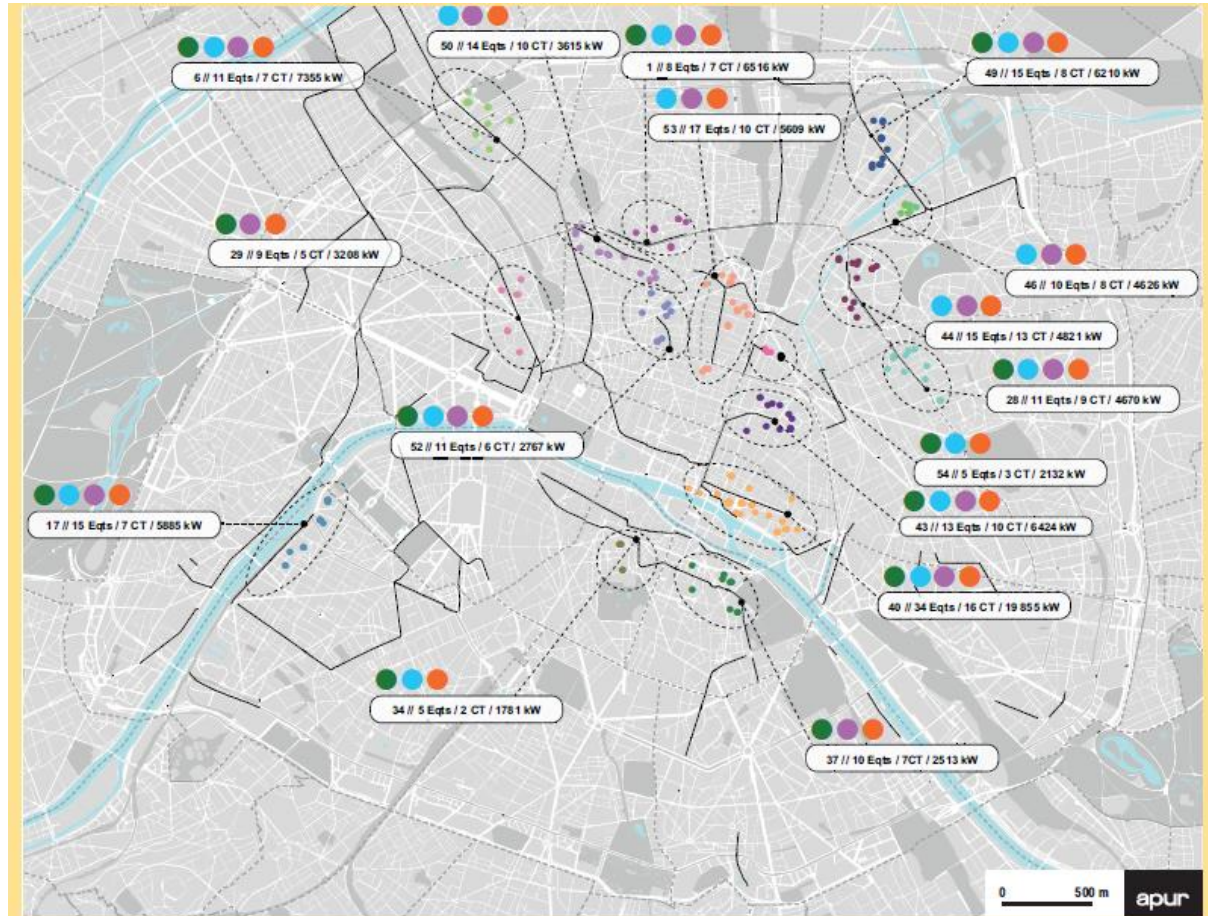 50 // 14 Eqts / 10 CT / 3615 kW
1 // 8 Eqts / 7 CT / 6516 kW
49 // 15 Eqts / 8 CT / 6210 kW
6 // 11 Eqts / 7 CT / 7355 kW
53 // 17 Eqts / 10 CT / 5609 kW
29 // 9 Eqts / 5 CT / 3208 kW
46 // 10 Eqts / 8 CT / 4626 kW
44 // 15 Eqts / 13 CT / 4821 kW
28 // 11 Eqts / 9 CT / 4670 kW
52 // 11 Eqts / 6 CT / 2767 kW
54 // 5 Eqts / 3 CT / 2132 kW
17 // 15 Eqts / 7 CT / 5885 kW
43 // 13 Eqts / 10 CT / 6424 kW
40 // 34 Eqts / 16 CT / 19 855 kW
34 // 5 Eqts / 2 CT / 1781 kW
37 // 10 Eqts / 7CT / 2513 kW
0 500 m
apur